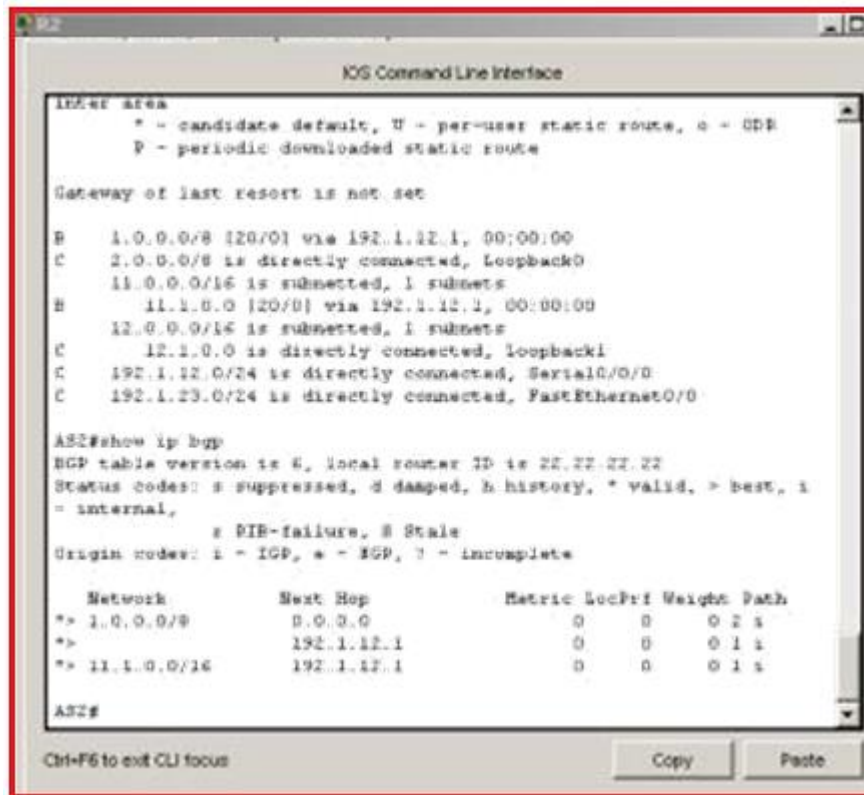 R2
IOS Command Line Interface
inter area
* - candidate default, U - per-user static route, o - ODR
P - periodic downloaded static route
Gateway of last resort is not set
B 1.0.0.0/8 [20/0] via 192.1.12.1, 00:00:00
C 2.0.0.0/8 is directly connected, Loopback0
11.0.0.0/16 is subnetted, 1 subnets
B 11.1.0.0 [20/0] via 192.1.12.1, 00:00:00
12.0.0.0/16 is subnetted, 1 subnets
C 12.1.0.0 is directly connected, Loopback1
C 192.1.12.0/24 is directly connected, Serial0/0/0
C 192.1.23.0/24 is directly connected, FastEthernet0/0
AS2#show ip bgp
BGP table version is 6, local router ID is 22.22.22.22
Status codes: s suppressed, d damped, h history, * valid, > best, i
- internal,
r RIB-failure, S Stale
Origin codes: i - IGP, e - EGP, ? - incomplete
Network Next Hop Metric LocPrf Weight Path
*> 1.0.0.0/8 0.0.0.0 0 0 0 2 i
*> 192.1.12.1 0 0 0 1 i
*> 11.1.0.0/16 192.1.12.1 0 0 0 1 i
AS2#
Ctrl+F6 to exit CLI focus
Copy
Paste